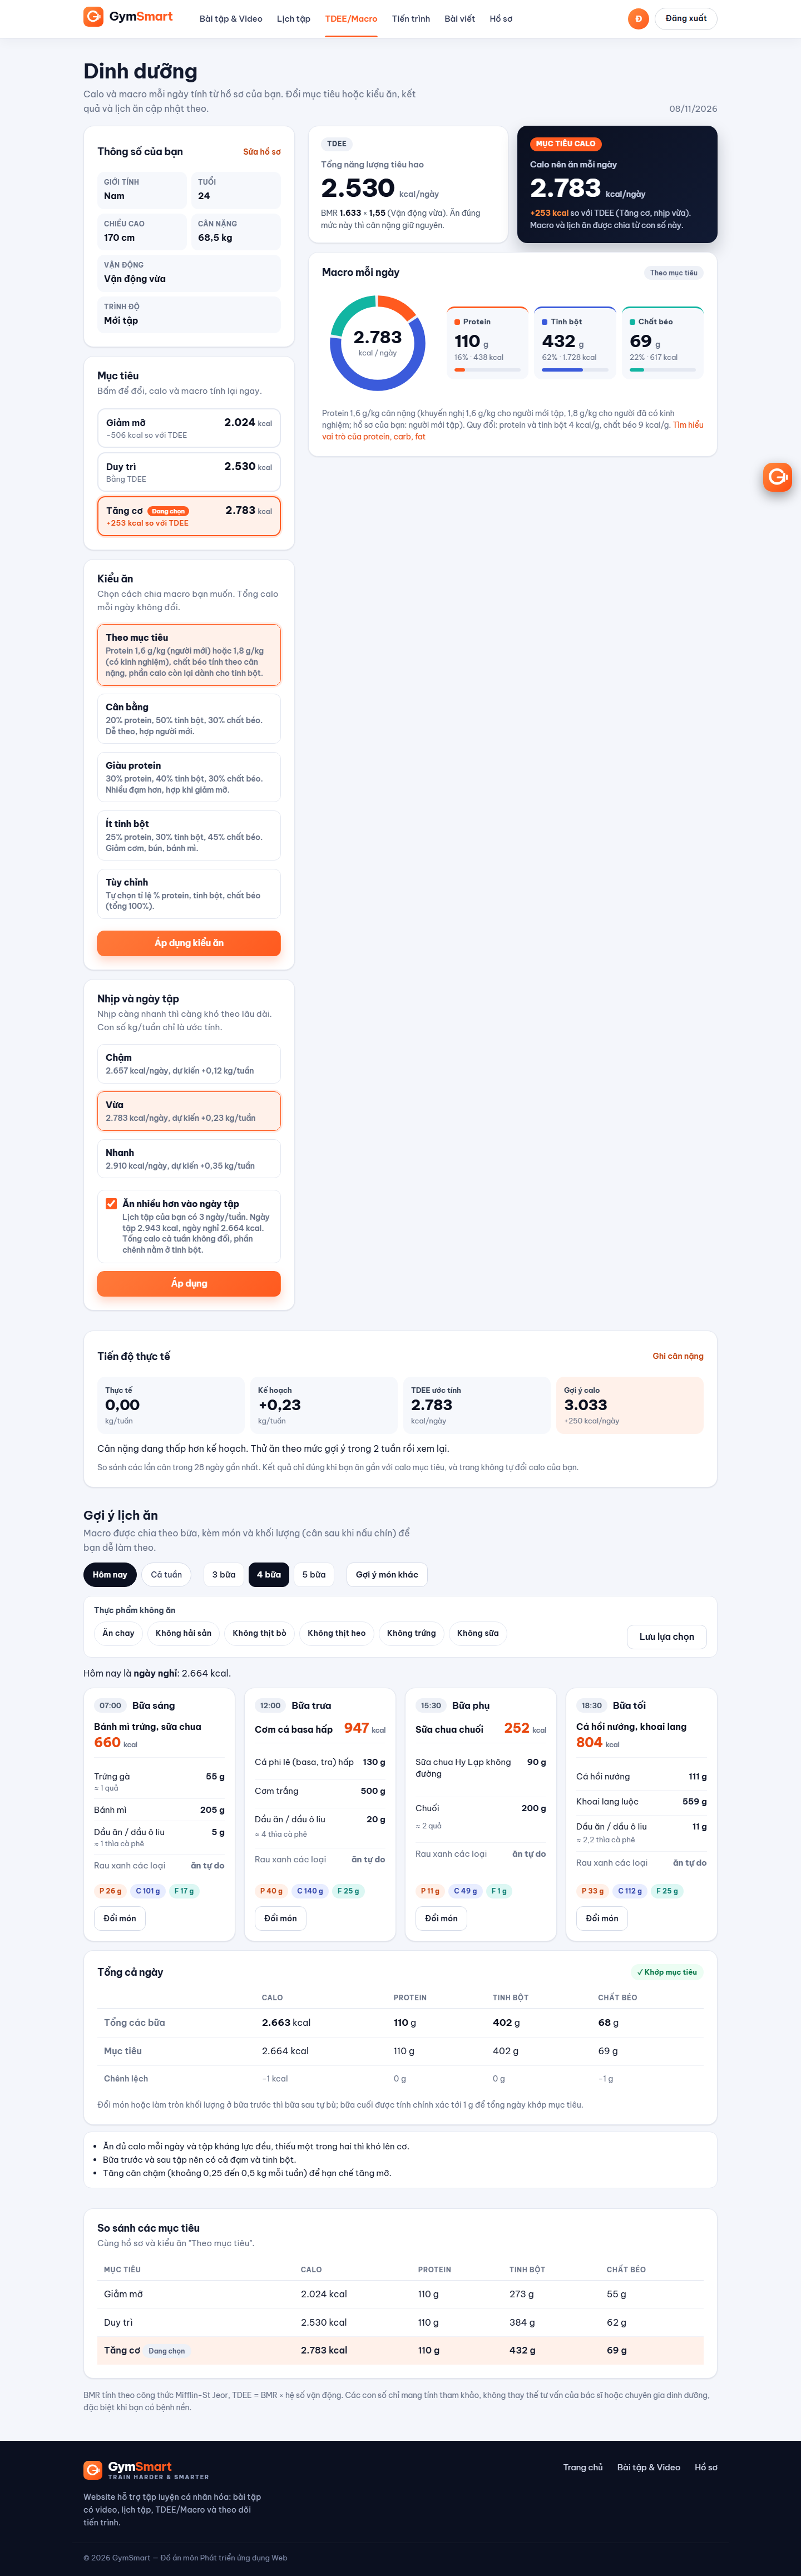 GymSmart
Bài tập & Video
Lịch tập
TDEE/Macro
Tiến trình
Bài viết
Hồ sơ
Đ
Đăng xuất
Dinh dưỡng
Calo và macro mỗi ngày tính từ hồ sơ của bạn. Đổi mục tiêu hoặc kiểu ăn, kết
quả và lịch ăn cập nhật theo.
08/11/2026
Thông số của bạn
Sửa hồ sơ
GIỚI TÍNH
Nam
TUỔI
24
CHIỀU CAO
170 cm
CÂN NẶNG
68,5 kg
VẬN ĐỘNG
Vận động vừa
TRÌNH ĐỘ
Mới tập
Mục tiêu
Bấm để đổi, calo và macro tính lại ngay.
Giảm mỡ
2.024 kcal
-506 kcal so với TDEE
Duy trì
2.530 kcal
Bằng TDEE
Tăng cơ
Đang chọn
2.783 kcal
+253 kcal so với TDEE
Kiểu ăn
Chọn cách chia macro bạn muốn. Tổng calo
mỗi ngày không đổi.
Theo mục tiêu
Protein 1,6 g/kg (người mới) hoặc 1,8 g/kg
(có kinh nghiệm), chất béo tính theo cân
nặng, phần calo còn lại dành cho tinh bột.
Cân bằng
20% protein, 50% tinh bột, 30% chất béo.
Dễ theo, hợp người mới.
Giàu protein
30% protein, 40% tinh bột, 30% chất béo.
Nhiều đạm hơn, hợp khi giảm mỡ.
Ít tinh bột
25% protein, 30% tinh bột, 45% chất béo.
Giảm cơm, bún, bánh mì.
Tùy chỉnh
Tự chọn tỉ lệ % protein, tinh bột, chất béo
(tổng 100%).
Áp dụng kiểu ăn
Nhịp và ngày tập
Nhịp càng nhanh thì càng khó theo lâu dài.
Con số kg/tuần chỉ là ước tính.
Chậm
2.657 kcal/ngày, dự kiến +0,12 kg/tuần
Vừa
2.783 kcal/ngày, dự kiến +0,23 kg/tuần
Nhanh
2.910 kcal/ngày, dự kiến +0,35 kg/tuần
Ăn nhiều hơn vào ngày tập
Lịch tập của bạn có 3 ngày/tuần. Ngày
tập 2.943 kcal, ngày nghỉ 2.664 kcal.
Tổng calo cả tuần không đổi, phần
chênh nằm ở tinh bột.
Áp dụng
TDEE
Tổng năng lượng tiêu hao
2.530 kcal/ngày
BMR 1.633 × 1,55 (Vận động vừa). Ăn đúng
mức này thì cân nặng giữ nguyên.
MỤC TIÊU CALO
Calo nên ăn mỗi ngày
2.783 kcal/ngày
+253 kcal so với TDEE (Tăng cơ, nhịp vừa).
Macro và lịch ăn được chia từ con số này.
Macro mỗi ngày
Theo mục tiêu
2.783
kcal / ngày
Protein
110 g
16% · 438 kcal
Tinh bột
432 g
62% · 1.728 kcal
Chất béo
69 g
22% · 617 kcal
Protein 1,6 g/kg cân nặng (khuyến nghị 1,6 g/kg cho người mới tập, 1,8 g/kg cho người đã có kinh
nghiệm; hồ sơ của bạn: người mới tập). Quy đổi: protein và tinh bột 4 kcal/g, chất béo 9 kcal/g. Tìm hiểu
vai trò của protein, carb, fat
Tiến độ thực tế
Ghi cân nặng
Thực tế
0,00
kg/tuần
Kế hoạch
+0,23
kg/tuần
TDEE ước tính
2.783
kcal/ngày
Gợi ý calo
3.033
+250 kcal/ngày
Cân nặng đang thấp hơn kế hoạch. Thử ăn theo mức gợi ý trong 2 tuần rồi xem lại.
So sánh các lần cân trong 28 ngày gần nhất. Kết quả chỉ đúng khi bạn ăn gần với calo mục tiêu, và trang không tự đổi calo của bạn.
Gợi ý lịch ăn
Macro được chia theo bữa, kèm món và khối lượng (cân sau khi nấu chín) để
bạn dễ làm theo.
Hôm nay
Cả tuần
3 bữa
4 bữa
5 bữa
Gợi ý món khác
Thực phẩm không ăn
Ăn chay
Không hải sản
Không thịt bò
Không thịt heo
Không trứng
Không sữa
Lưu lựa chọn
Hôm nay là ngày nghỉ: 2.664 kcal.
07:00 Bữa sáng
Bánh mì trứng, sữa chua
660 kcal
Trứng gà 55 g
≈ 1 quả
Bánh mì 205 g
Dầu ăn / dầu ô liu 5 g
≈ 1 thìa cà phê
Rau xanh các loại ăn tự do
P 26 g C 101 g F 17 g
Đổi món
12:00 Bữa trưa
Cơm cá basa hấp 947 kcal
Cá phi lê (basa, tra) hấp 130 g
Cơm trắng 500 g
Dầu ăn / dầu ô liu 20 g
≈ 4 thìa cà phê
Rau xanh các loại ăn tự do
P 40 g C 140 g F 25 g
Đổi món
15:30 Bữa phụ
Sữa chua chuối 252 kcal
Sữa chua Hy Lạp không 90 g
đường
Chuối 200 g
≈ 2 quả
Rau xanh các loại ăn tự do
P 11 g C 49 g F 1 g
Đổi món
18:30 Bữa tối
Cá hồi nướng, khoai lang
804 kcal
Cá hồi nướng 111 g
Khoai lang luộc 559 g
Dầu ăn / dầu ô liu 11 g
≈ 2,2 thìa cà phê
Rau xanh các loại ăn tự do
P 33 g C 112 g F 25 g
Đổi món
Tổng cả ngày
✓ Khớp mục tiêu
CALO PROTEIN TINH BỘT CHẤT BÉO
Tổng các bữa 2.663 kcal 110 g 402 g 68 g
Mục tiêu 2.664 kcal 110 g 402 g 69 g
Chênh lệch -1 kcal 0 g 0 g -1 g
Đổi món hoặc làm tròn khối lượng ở bữa trước thì bữa sau tự bù; bữa cuối được tinh chỉnh xác tới 1 g để tổng ngày khớp mục tiêu.
• Ăn đủ calo mỗi ngày và tập kháng lực đều, thiếu một trong hai thì khó lên cơ.
• Bữa trước và sau tập nên có cả đạm và tinh bột.
• Tăng cân chậm (khoảng 0,25 đến 0,5 kg mỗi tuần) để hạn chế tăng mỡ.
So sánh các mục tiêu
Cùng hồ sơ và kiểu ăn "Theo mục tiêu".
MỤC TIÊU CALO PROTEIN TINH BỘT CHẤT BÉO
Giảm mỡ 2.024 kcal 110 g 273 g 55 g
Duy trì 2.530 kcal 110 g 384 g 62 g
Tăng cơ Đang chọn 2.783 kcal 110 g 432 g 69 g
BMR tính theo công thức Mifflin-St Jeor, TDEE = BMR × hệ số vận động. Các con số chỉ mang tính tham khảo, không thay thế tư vấn của bác sĩ hoặc chuyên gia dinh dưỡng,
đặc biệt khi bạn có bệnh nền.
GymSmart
TRAIN HARDER & SMARTER
Trang chủ
Bài tập & Video
Hồ sơ
Website hỗ trợ tập luyện cá nhân hóa: bài tập
có video, lịch tập, TDEE/Macro và theo dõi
tiến trình.
© 2026 GymSmart — Đồ án môn Phát triển ứng dụng Web